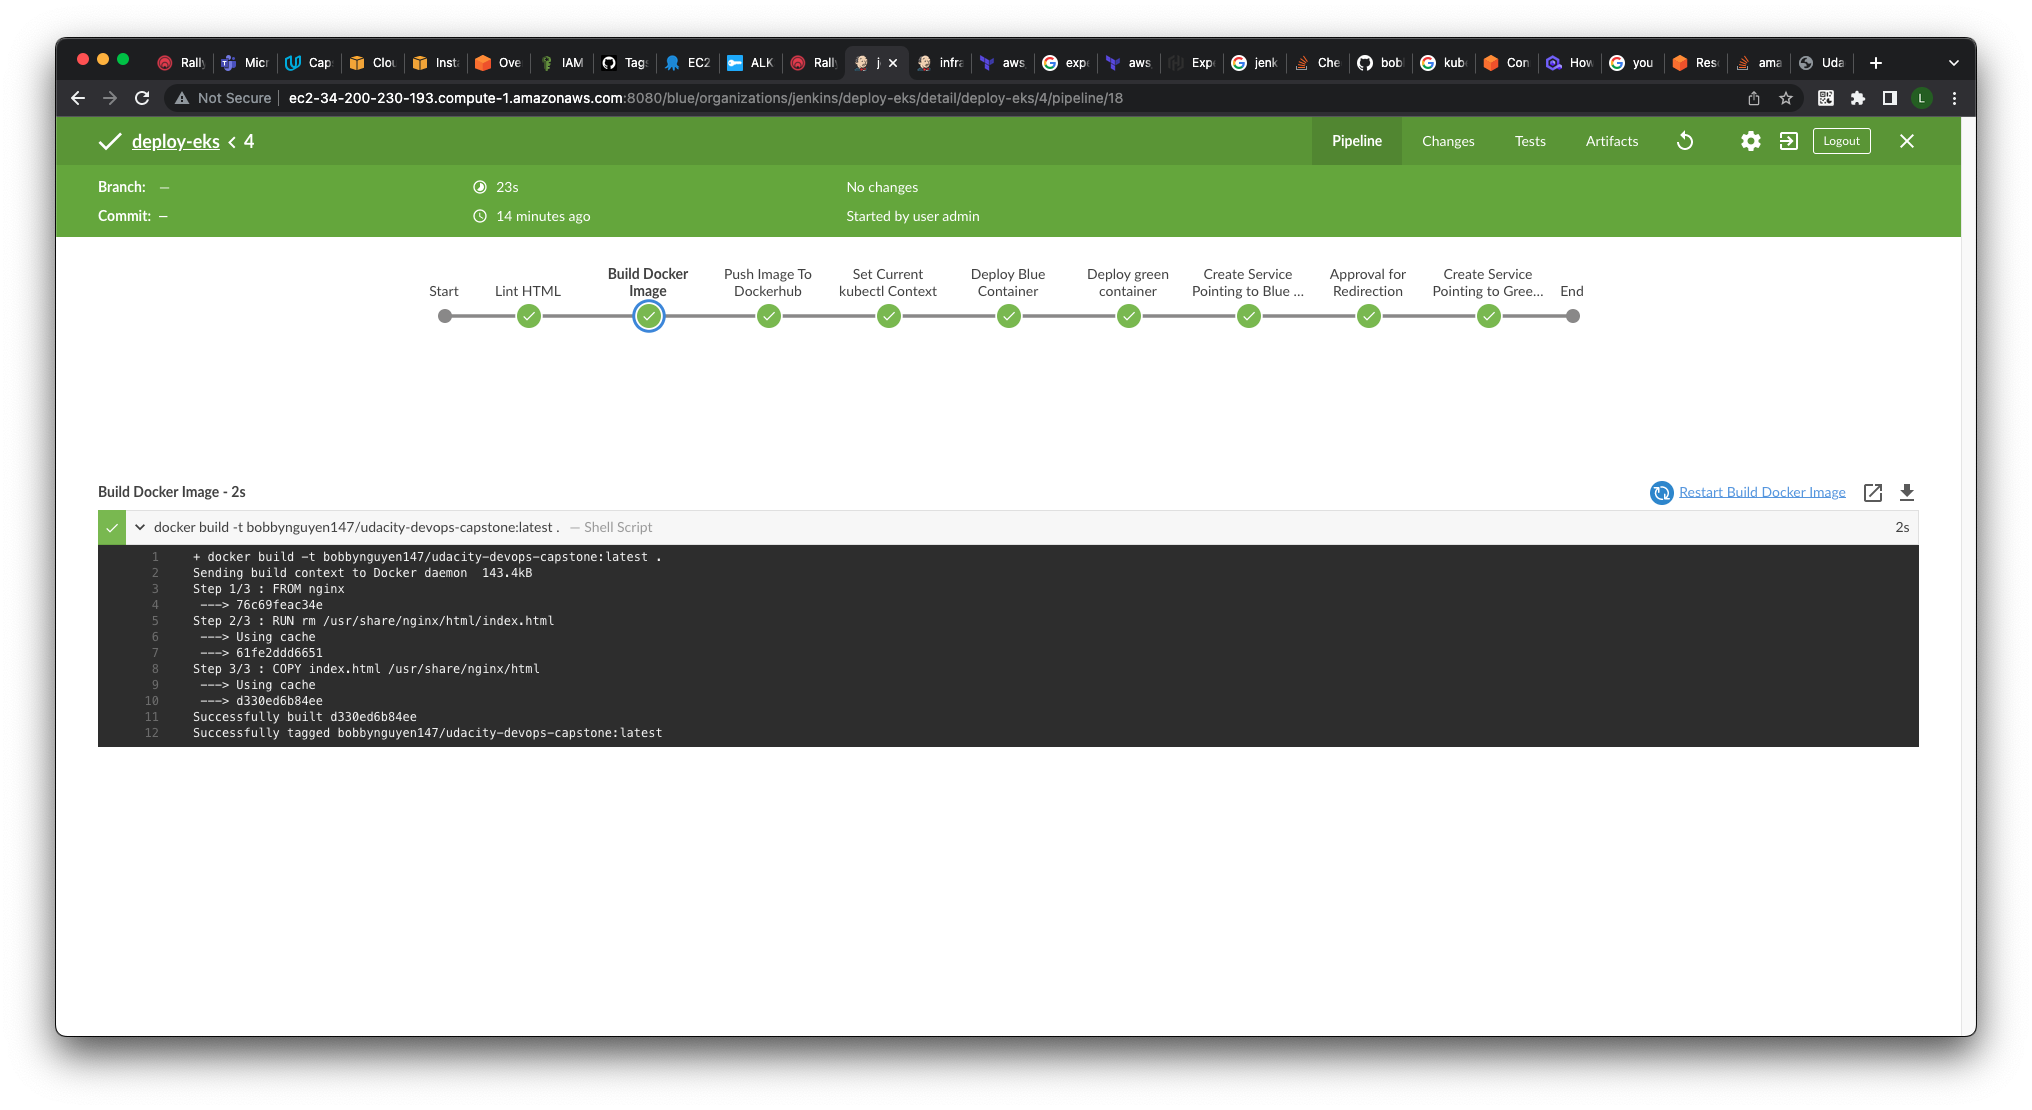 Rally Micr Cap Clou Insta Ove IAM Tags EC2 ALK Rally j infra aws expe aws_ Expe jenk Che bob kube Con How you Res ama Uda
Not Secure ec2-34-200-230-193.compute-1.amazonaws.com:8080/blue/organizations/jenkins/deploy-eks/detail/deploy-eks/4/pipeline/18 L
deploy-eks < 4 Pipeline Changes Tests Artifacts Logout
Branch: — 23s No changes
Commit: — 14 minutes ago Started by user admin
Start
Lint HTML
Build Docker
Image
Push Image To
Dockerhub
Set Current
kubectl Context
Deploy Blue
Container
Deploy green
container
Create Service
Pointing to Blue ...
Approval for
Redirection
Create Service
Pointing to Gree...
End
Build Docker Image - 2s Restart Build Docker Image
docker build -t bobbynguyen147/udacity-devops-capstone:latest . — Shell Script 2s
1 + docker build -t bobbynguyen147/udacity-devops-capstone:latest .
2 Sending build context to Docker daemon 143.4kB
3 Step 1/3 : FROM nginx
4 ---> 76c69feac34e
5 Step 2/3 : RUN rm /usr/share/nginx/html/index.html
6 ---> Using cache
7 ---> 61fe2ddd6651
8 Step 3/3 : COPY index.html /usr/share/nginx/html
9 ---> Using cache
10 ---> d330ed6b84ee
11 Successfully built d330ed6b84ee
12 Successfully tagged bobbynguyen147/udacity-devops-capstone:latest